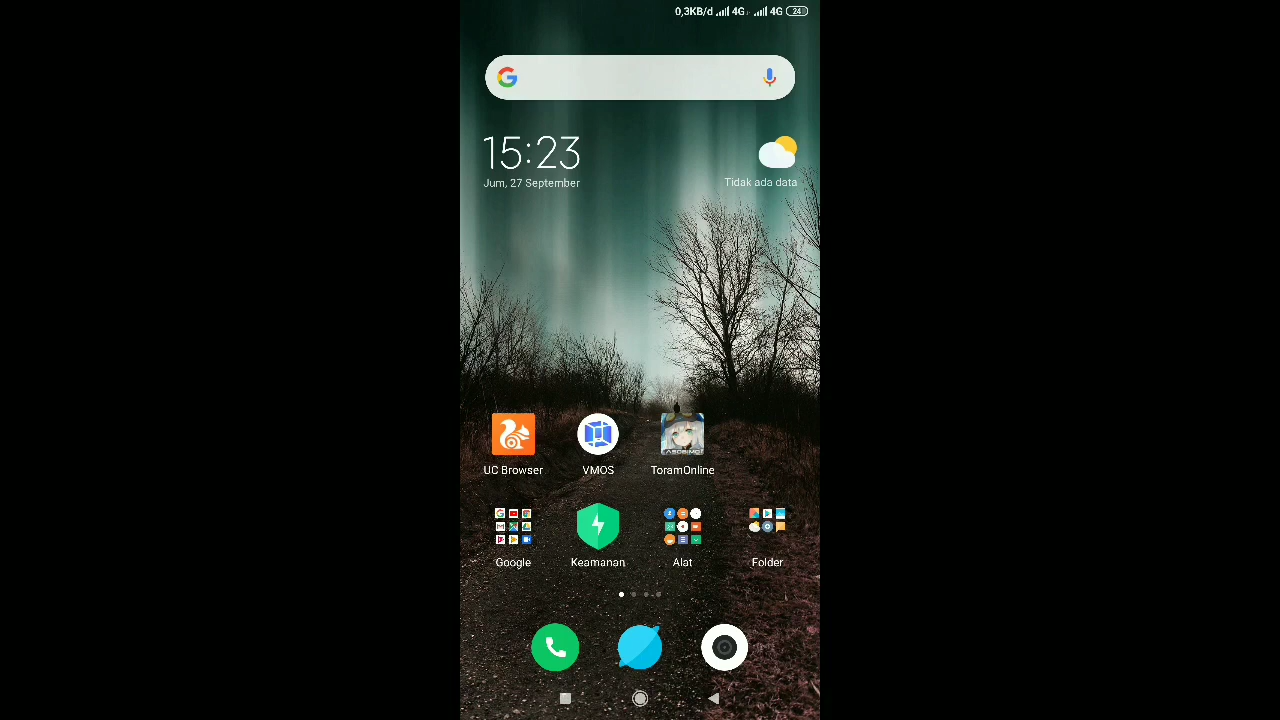 0,3KB/d 4G 4G 24
15:23
Jum, 27 September
Tidak ada data
UC Browser VMOS ToramOnline
Google Keamanan Alat Folder